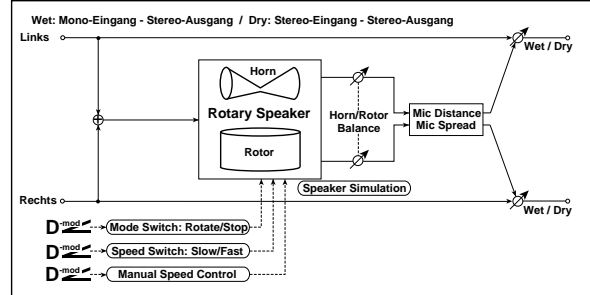 Wet: Mono-Eingang - Stereo-Ausgang / Dry: Stereo-Eingang - Stereo-Ausgang
Links
Wet / Dry
Horn
Rotary Speaker
Rotor
Horn/Rotor
Balance
Mic Distance
Mic Spread
Speaker Simulation
Rechts
Wet / Dry
D-mod Mode Switch: Rotate/Stop
D-mod Speed Switch: Slow/Fast
D-mod Manual Speed Control